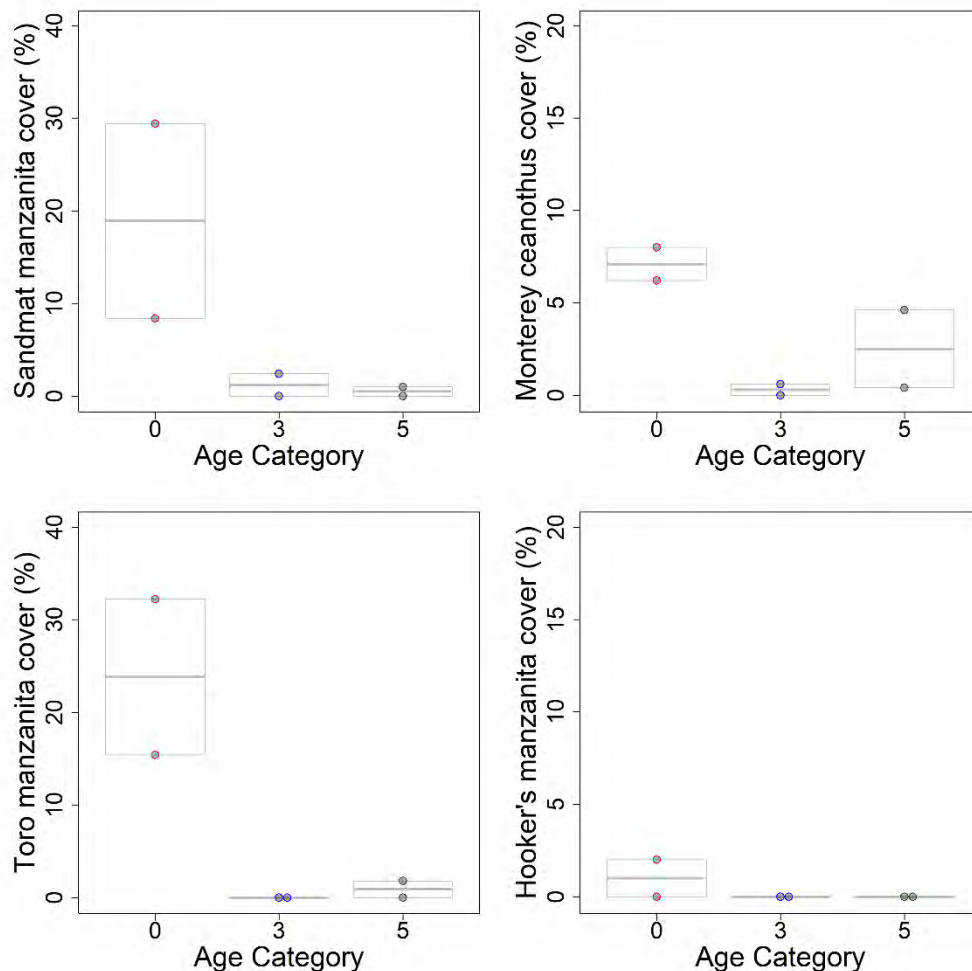 Sandmat manzanita cover (%)
40
30
20
10
0
0 3 5
Age Category
Monterey ceanothus cover (%)
20
15
10
5
0
0 3 5
Age Category
Toro manzanita cover (%)
40
30
20
10
0
0 3 5
Age Category
Hooker's manzanita cover (%)
20
15
10
5
0
0 3 5
Age Category